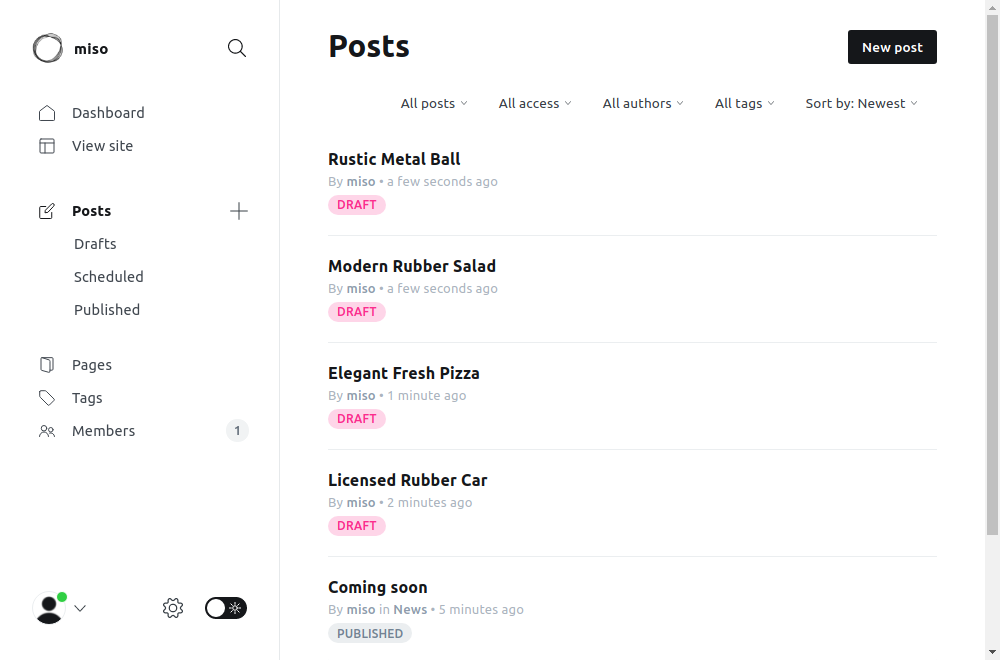 miso
Dashboard
View site
Posts
Drafts
Scheduled
Published
Pages
Tags
Members 1
Posts
New post
All posts All access All authors All tags Sort by: Newest
Rustic Metal Ball
By miso • a few seconds ago
DRAFT
Modern Rubber Salad
By miso • a few seconds ago
DRAFT
Elegant Fresh Pizza
By miso • 1 minute ago
DRAFT
Licensed Rubber Car
By miso • 2 minutes ago
DRAFT
Coming soon
By miso in News • 5 minutes ago
PUBLISHED